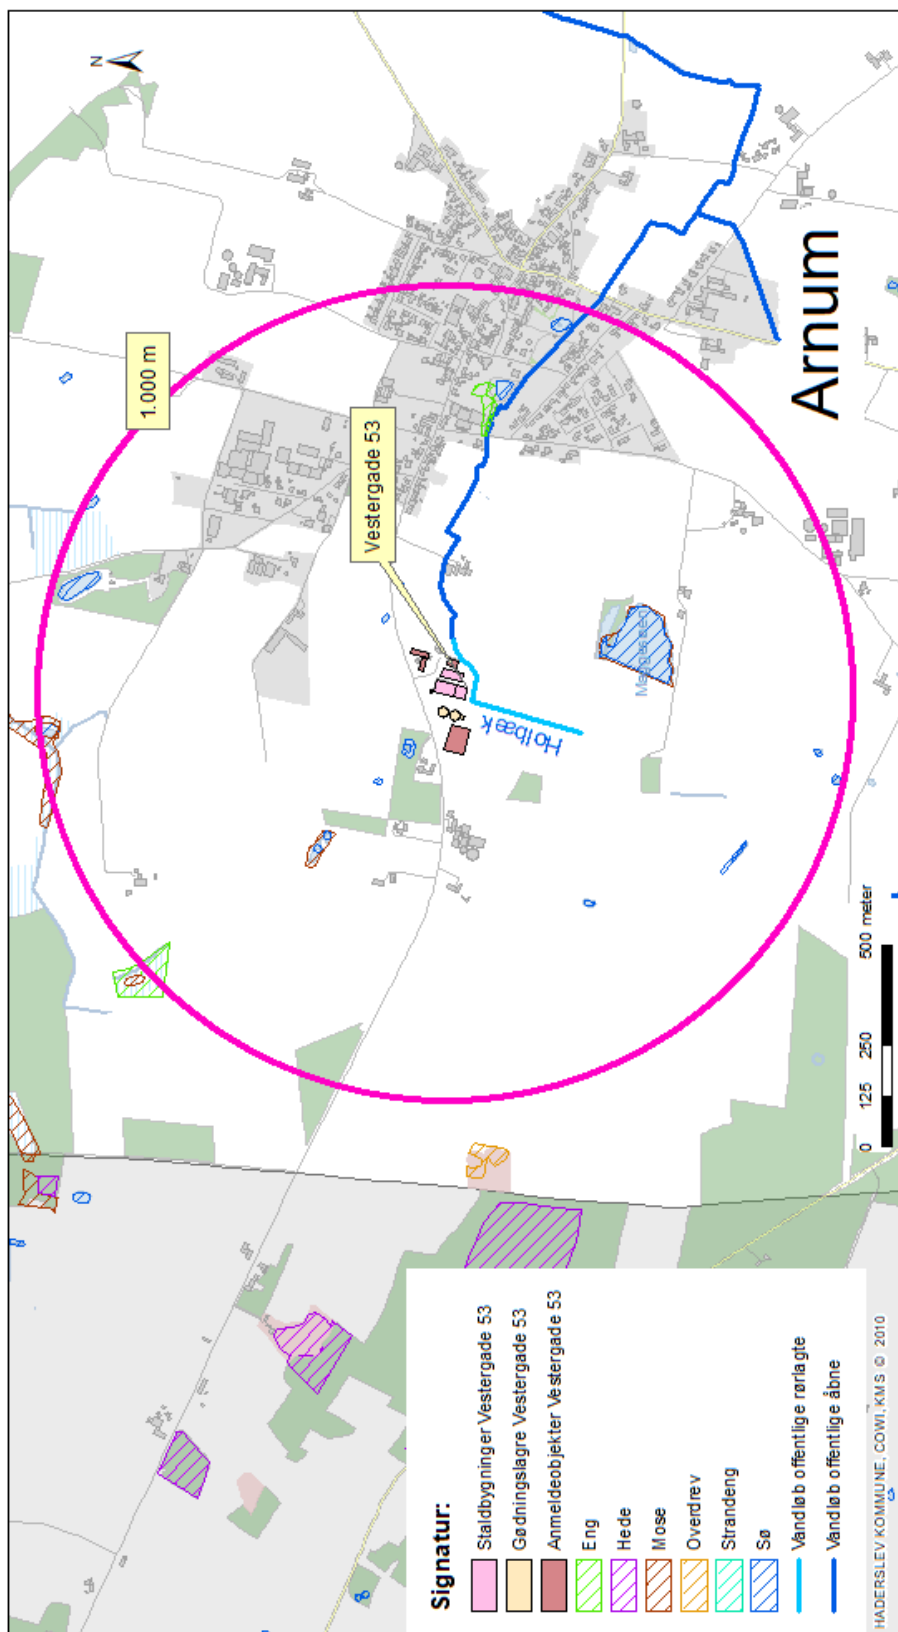 N
1.000 m
Vestergade 53
Arnum
Holbæk
0 125 250 500 meter
Signatur:
Staldbygninger Vestergade 53
Gødningslagre Vestergade 53
Anmeldeobjekter Vestergade 53
Eng
Hede
Mose
Overdrev
Strandeng
Sø
Vandløb offentlige rørlagte
Vandløb offentlige åbne
HADERSLEV KOMMUNE, COWI, KMS © 2010